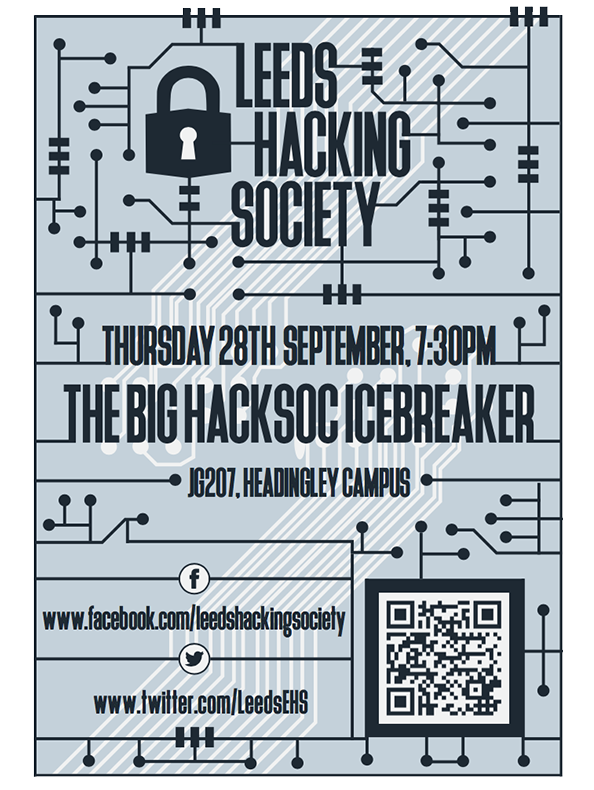 LEEDS
HACKING
SOCIETY
THURSDAY 28TH SEPTEMBER, 7:30PM
THE BIG HACKSOC ICEBREAKER
JG207, HEADINGLEY CAMPUS
www.facebook.com/leedshackingsociety
www.twitter.com/LeedsEHS